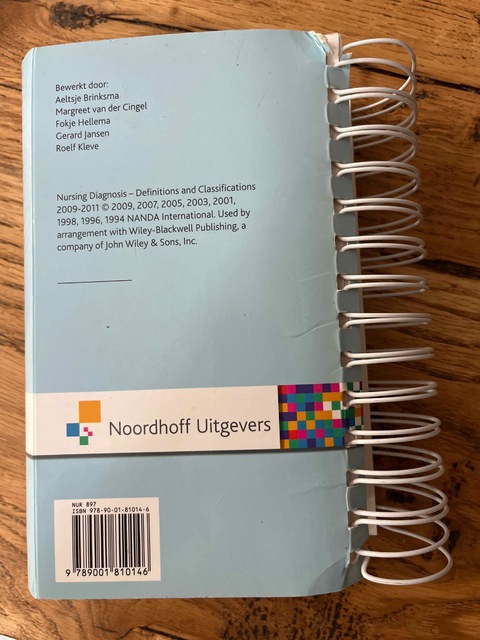 Bewerkt door:
Aeltsje Brinksma
Margreet van der Cingel
Fokje Hellema
Gerard Jansen
Roelf Kleve
Nursing Diagnosis – Definitions and Classifications
2009-2011 © 2009, 2007, 2005, 2003, 2001,
1998, 1996, 1994 NANDA International. Used by
arrangement with Wiley-Blackwell Publishing, a
company of John Wiley & Sons, Inc.
Noordhoff Uitgevers
NUR 897
ISBN 978-90-01-81014-6
9 789001 810146